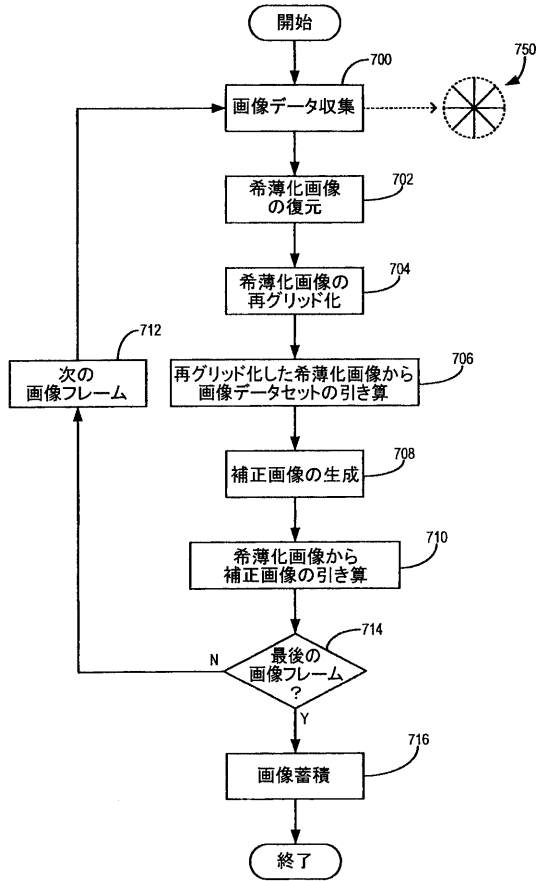 開始
700
750
画像データ収集
702
希薄化画像
の復元
704
希薄化画像の
再グリッド化
712
次の
画像フレーム
706
再グリッド化した希薄化画像から
画像データセットの引き算
708
補正画像の生成
710
希薄化画像から
補正画像の引き算
714
N
最後の
画像フレーム
?
Y
716
画像蓄積
終了